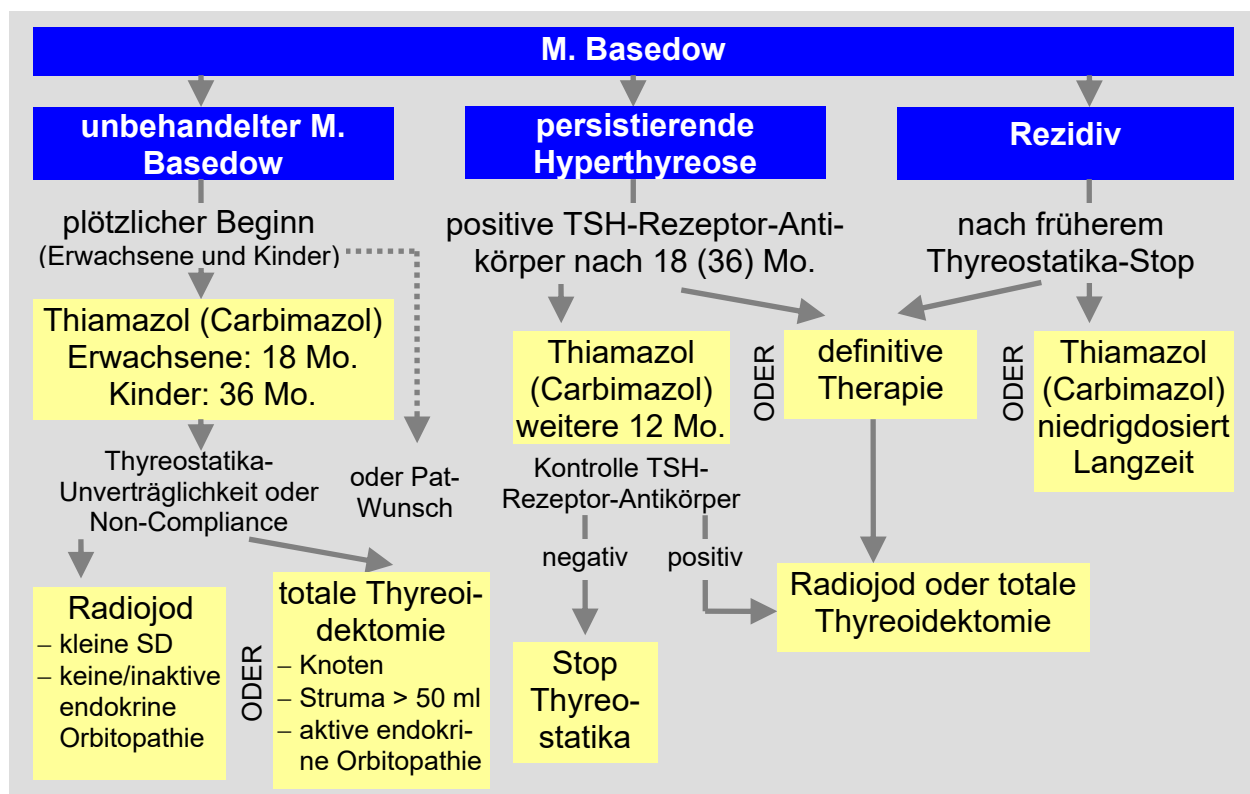 M. Basedow
unbehandelter M.
Basedow
plötzlicher Beginn
(Erwachsene und Kinder)
Thiamazol (Carbimazol)
Erwachsene: 18 Mo.
Kinder: 36 Mo.
Thyreostatika-
Unverträglichkeit oder
Non-Compliance
oder Pat-
Wunsch
Radiojod
– kleine SD
– keine/inaktive
endokrine
Orbitopathie
ODER
totale Thyreoi-
dektomie
– Knoten
– Struma > 50 ml
– aktive endokri-
ne Orbitopathie
persistierende
Hyperthyreose
positive TSH-Rezeptor-Anti-
körper nach 18 (36) Mo.
Thiamazol
(Carbimazol)
weitere 12 Mo.
ODER
definitive
Therapie
Kontrolle TSH-
Rezeptor-Antikörper
negativ
positiv
Stop
Thyreo-
statika
Radiojod oder totale
Thyreoidektomie
Rezidiv
nach früherem
Thyreostatika-Stop
ODER
Thiamazol
(Carbimazol)
niedrigdosiert
Langzeit